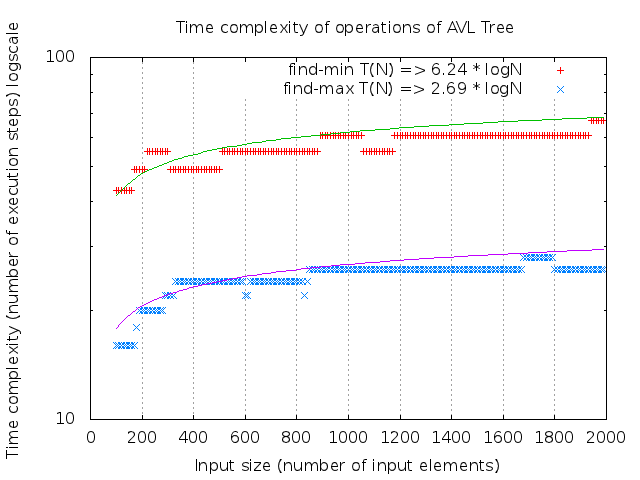 Time complexity of operations of AVL Tree
Time complexity (number of execution steps) logscale
100
10
find-min T(N) => 6.24 * logN
find-max T(N) => 2.69 * logN
0 200 400 600 800 1000 1200 1400 1600 1800 2000
Input size (number of input elements)